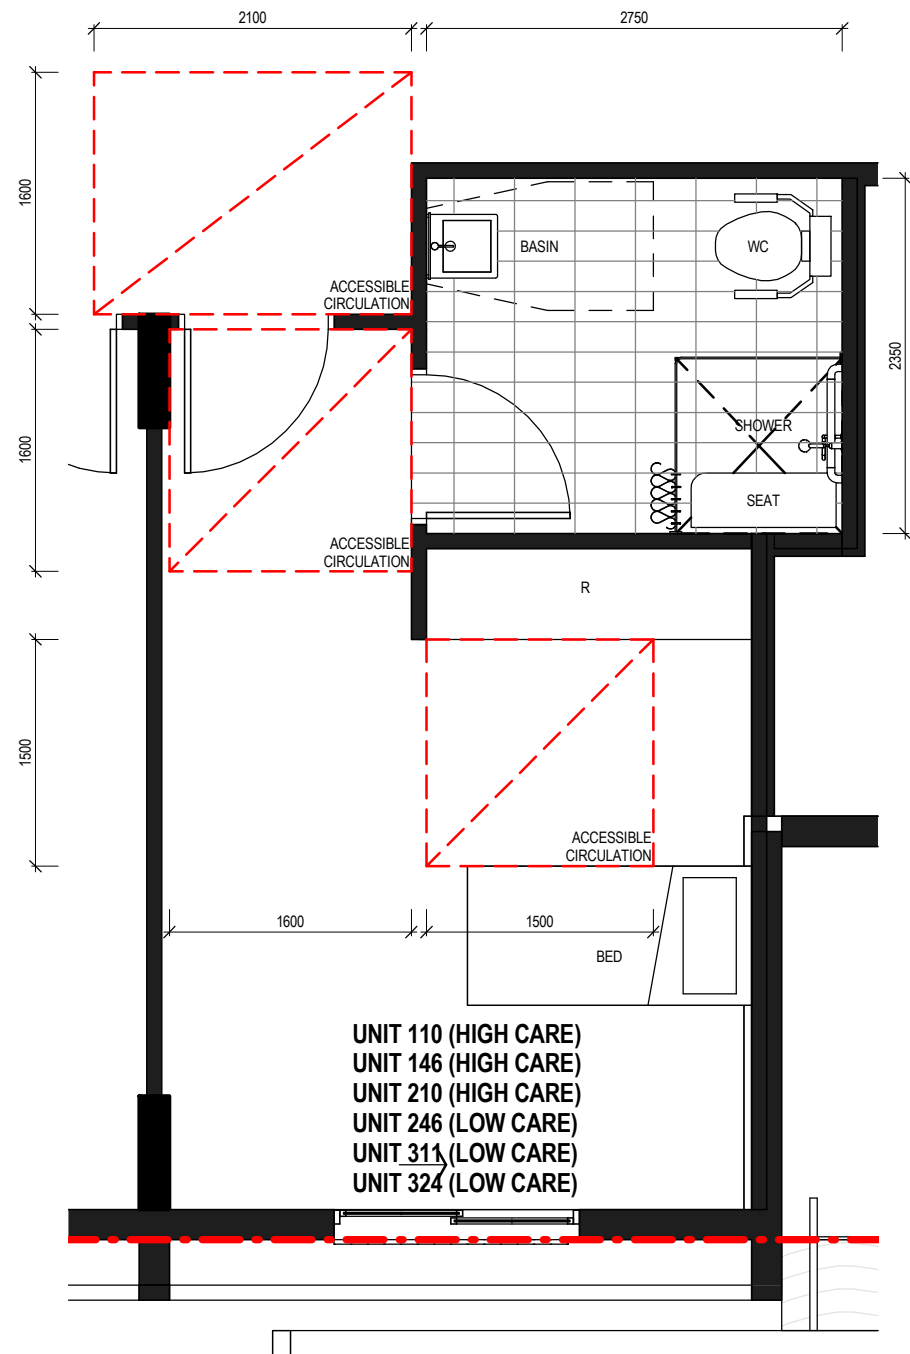 2100
2750
1600
BASIN
WC
ACCESSIBLE
CIRCULATION
2350
1600
SHOWER
SEAT
ACCESSIBLE
CIRCULATION
R
1500
ACCESSIBLE
CIRCULATION
1600
1500
BED
UNIT 110 (HIGH CARE)
UNIT 146 (HIGH CARE)
UNIT 210 (HIGH CARE)
UNIT 246 (LOW CARE)
UNIT 311 (LOW CARE)
UNIT 324 (LOW CARE)